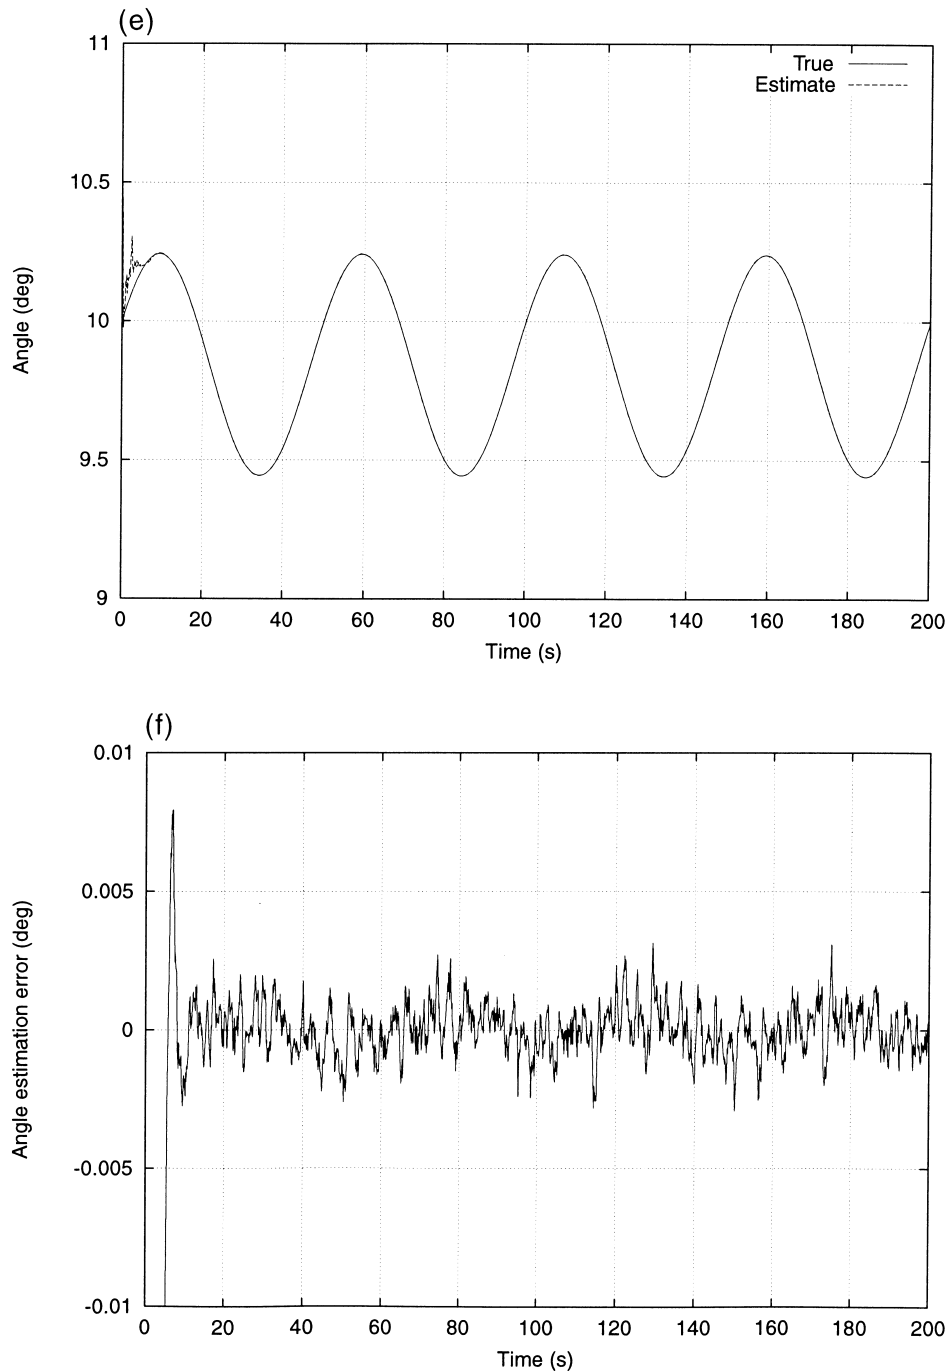 (e)
11
True
Estimate
10.5
10
9.5
9
Angle (deg)
0 20 40 60 80 100 120 140 160 180 200
Time (s)
(f)
0.01
0.005
0
-0.005
-0.01
Angle estimation error (deg)
0 20 40 60 80 100 120 140 160 180 200
Time (s)